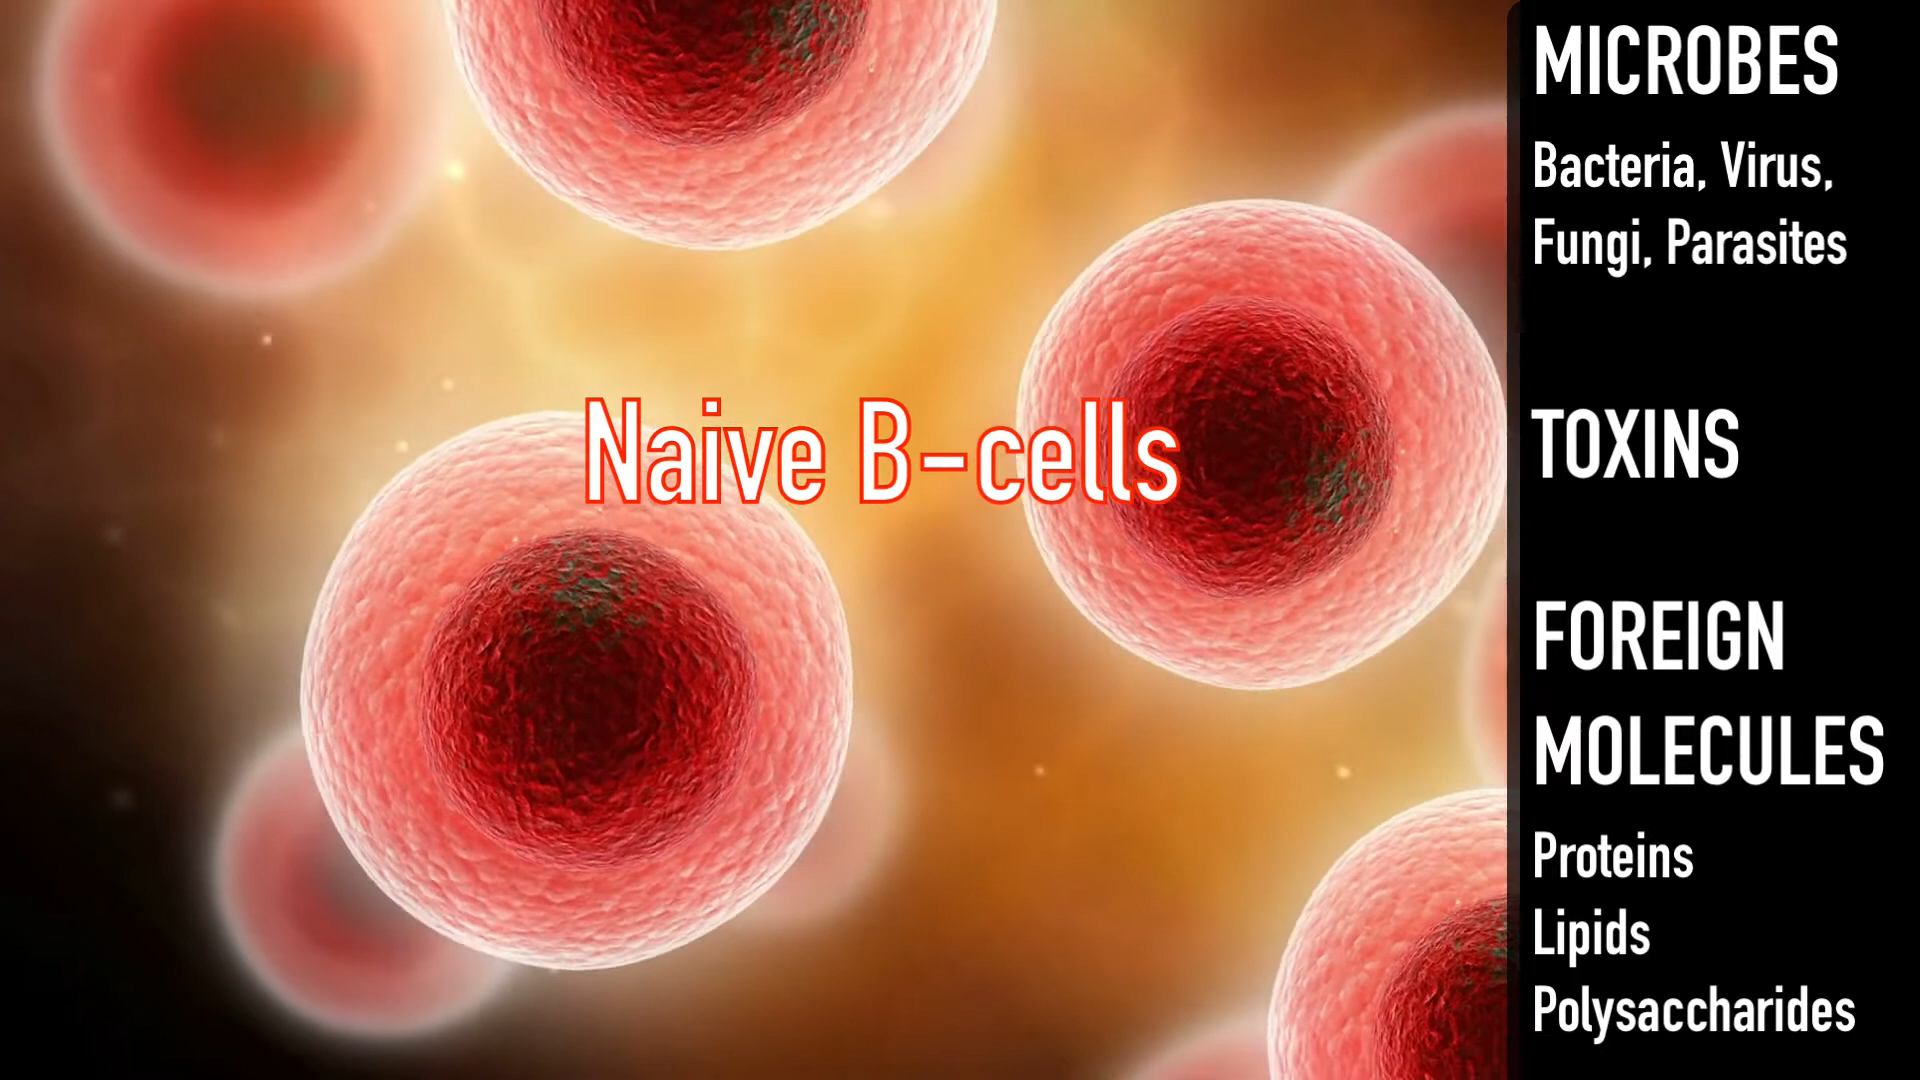 Naive B-cells
MICROBES
Bacteria, Virus,
Fungi, Parasites
TOXINS
FOREIGN
MOLECULES
Proteins
Lipids
Polysaccharides